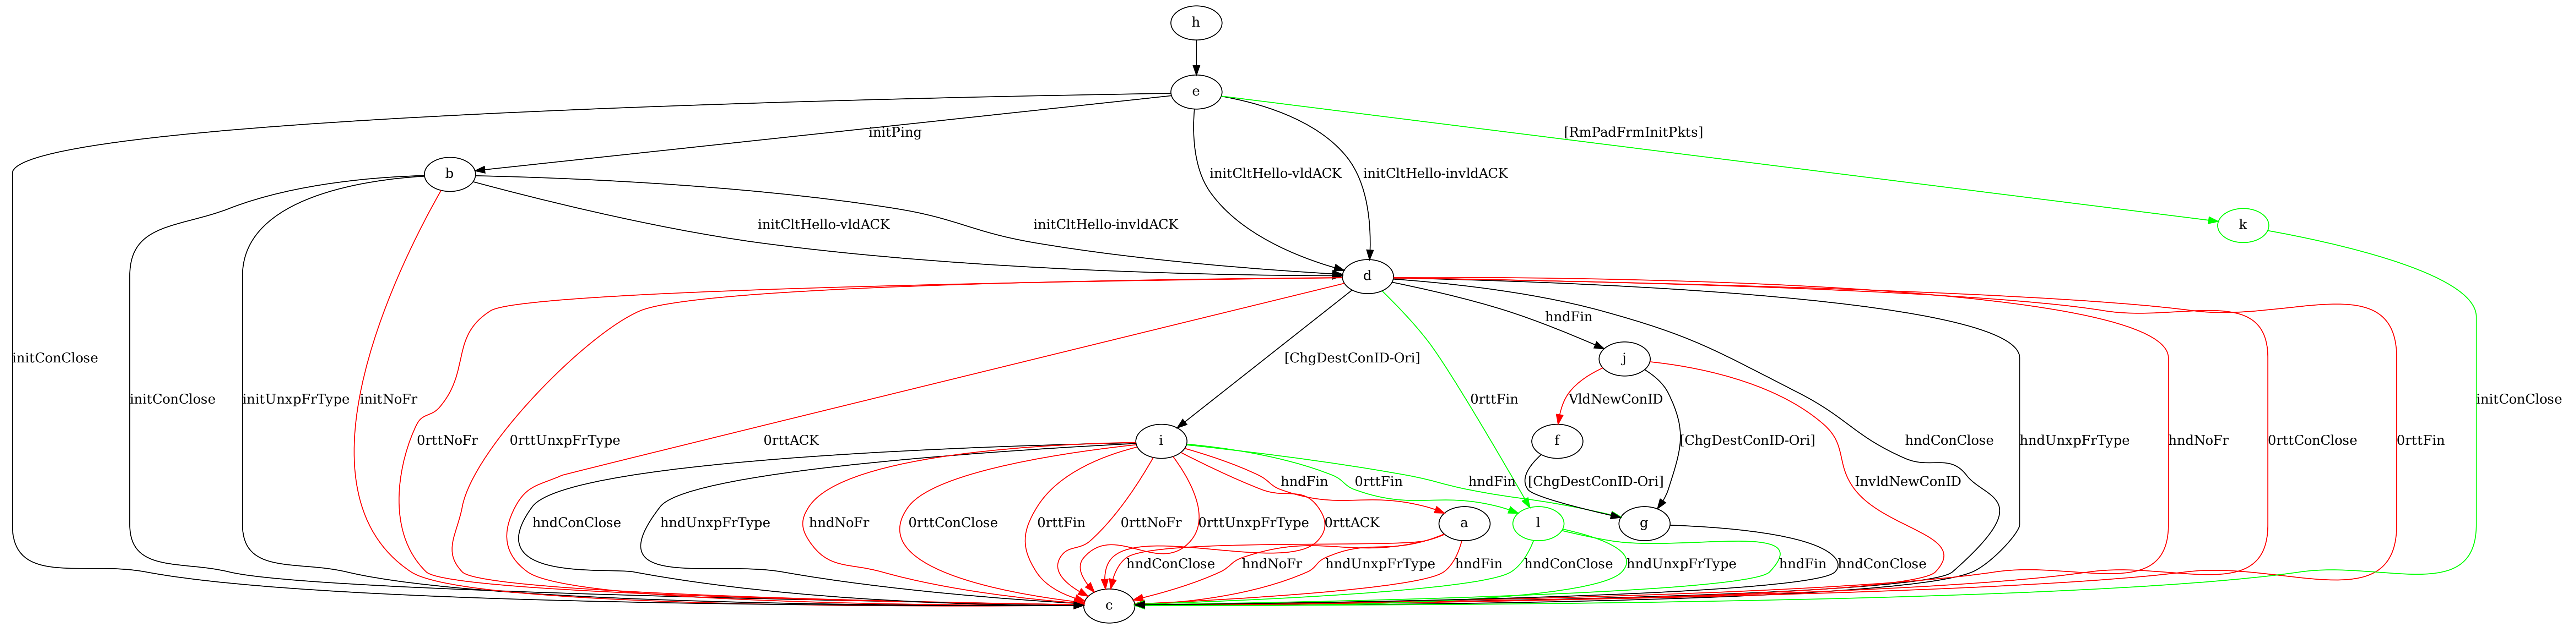 h
e
[RmPadFrmInitPkts]
initPing
b
initCltHello-vldACK
initCltHello-invldACK
initCltHello-vldACK
initCltHello-invldACK
k
d
hndFin
initConClose
[ChgDestConID-Ori]
j
initConClose
initUnxpFrType
initNoFr
0rttFin
VldNewConID
initConClose
0rttNoFr
0rttUnxpFrType
0rttACK
i
f
[ChgDestConID-Ori]
hndConClose
hndUnxpFrType
hndNoFr
0rttConClose
0rttFin
hndFin
0rttFin
hndFin
[ChgDestConID-Ori]
InvldNewConID
hndConClose
hndUnxpFrType
hndNoFr
0rttConClose
0rttFin
0rttNoFr
0rttUnxpFrType
0rttACK
a
l
g
hndConClose
hndNoFr
hndUnxpFrType
hndFin
hndConClose
hndUnxpFrType
hndFin
hndConClose
c